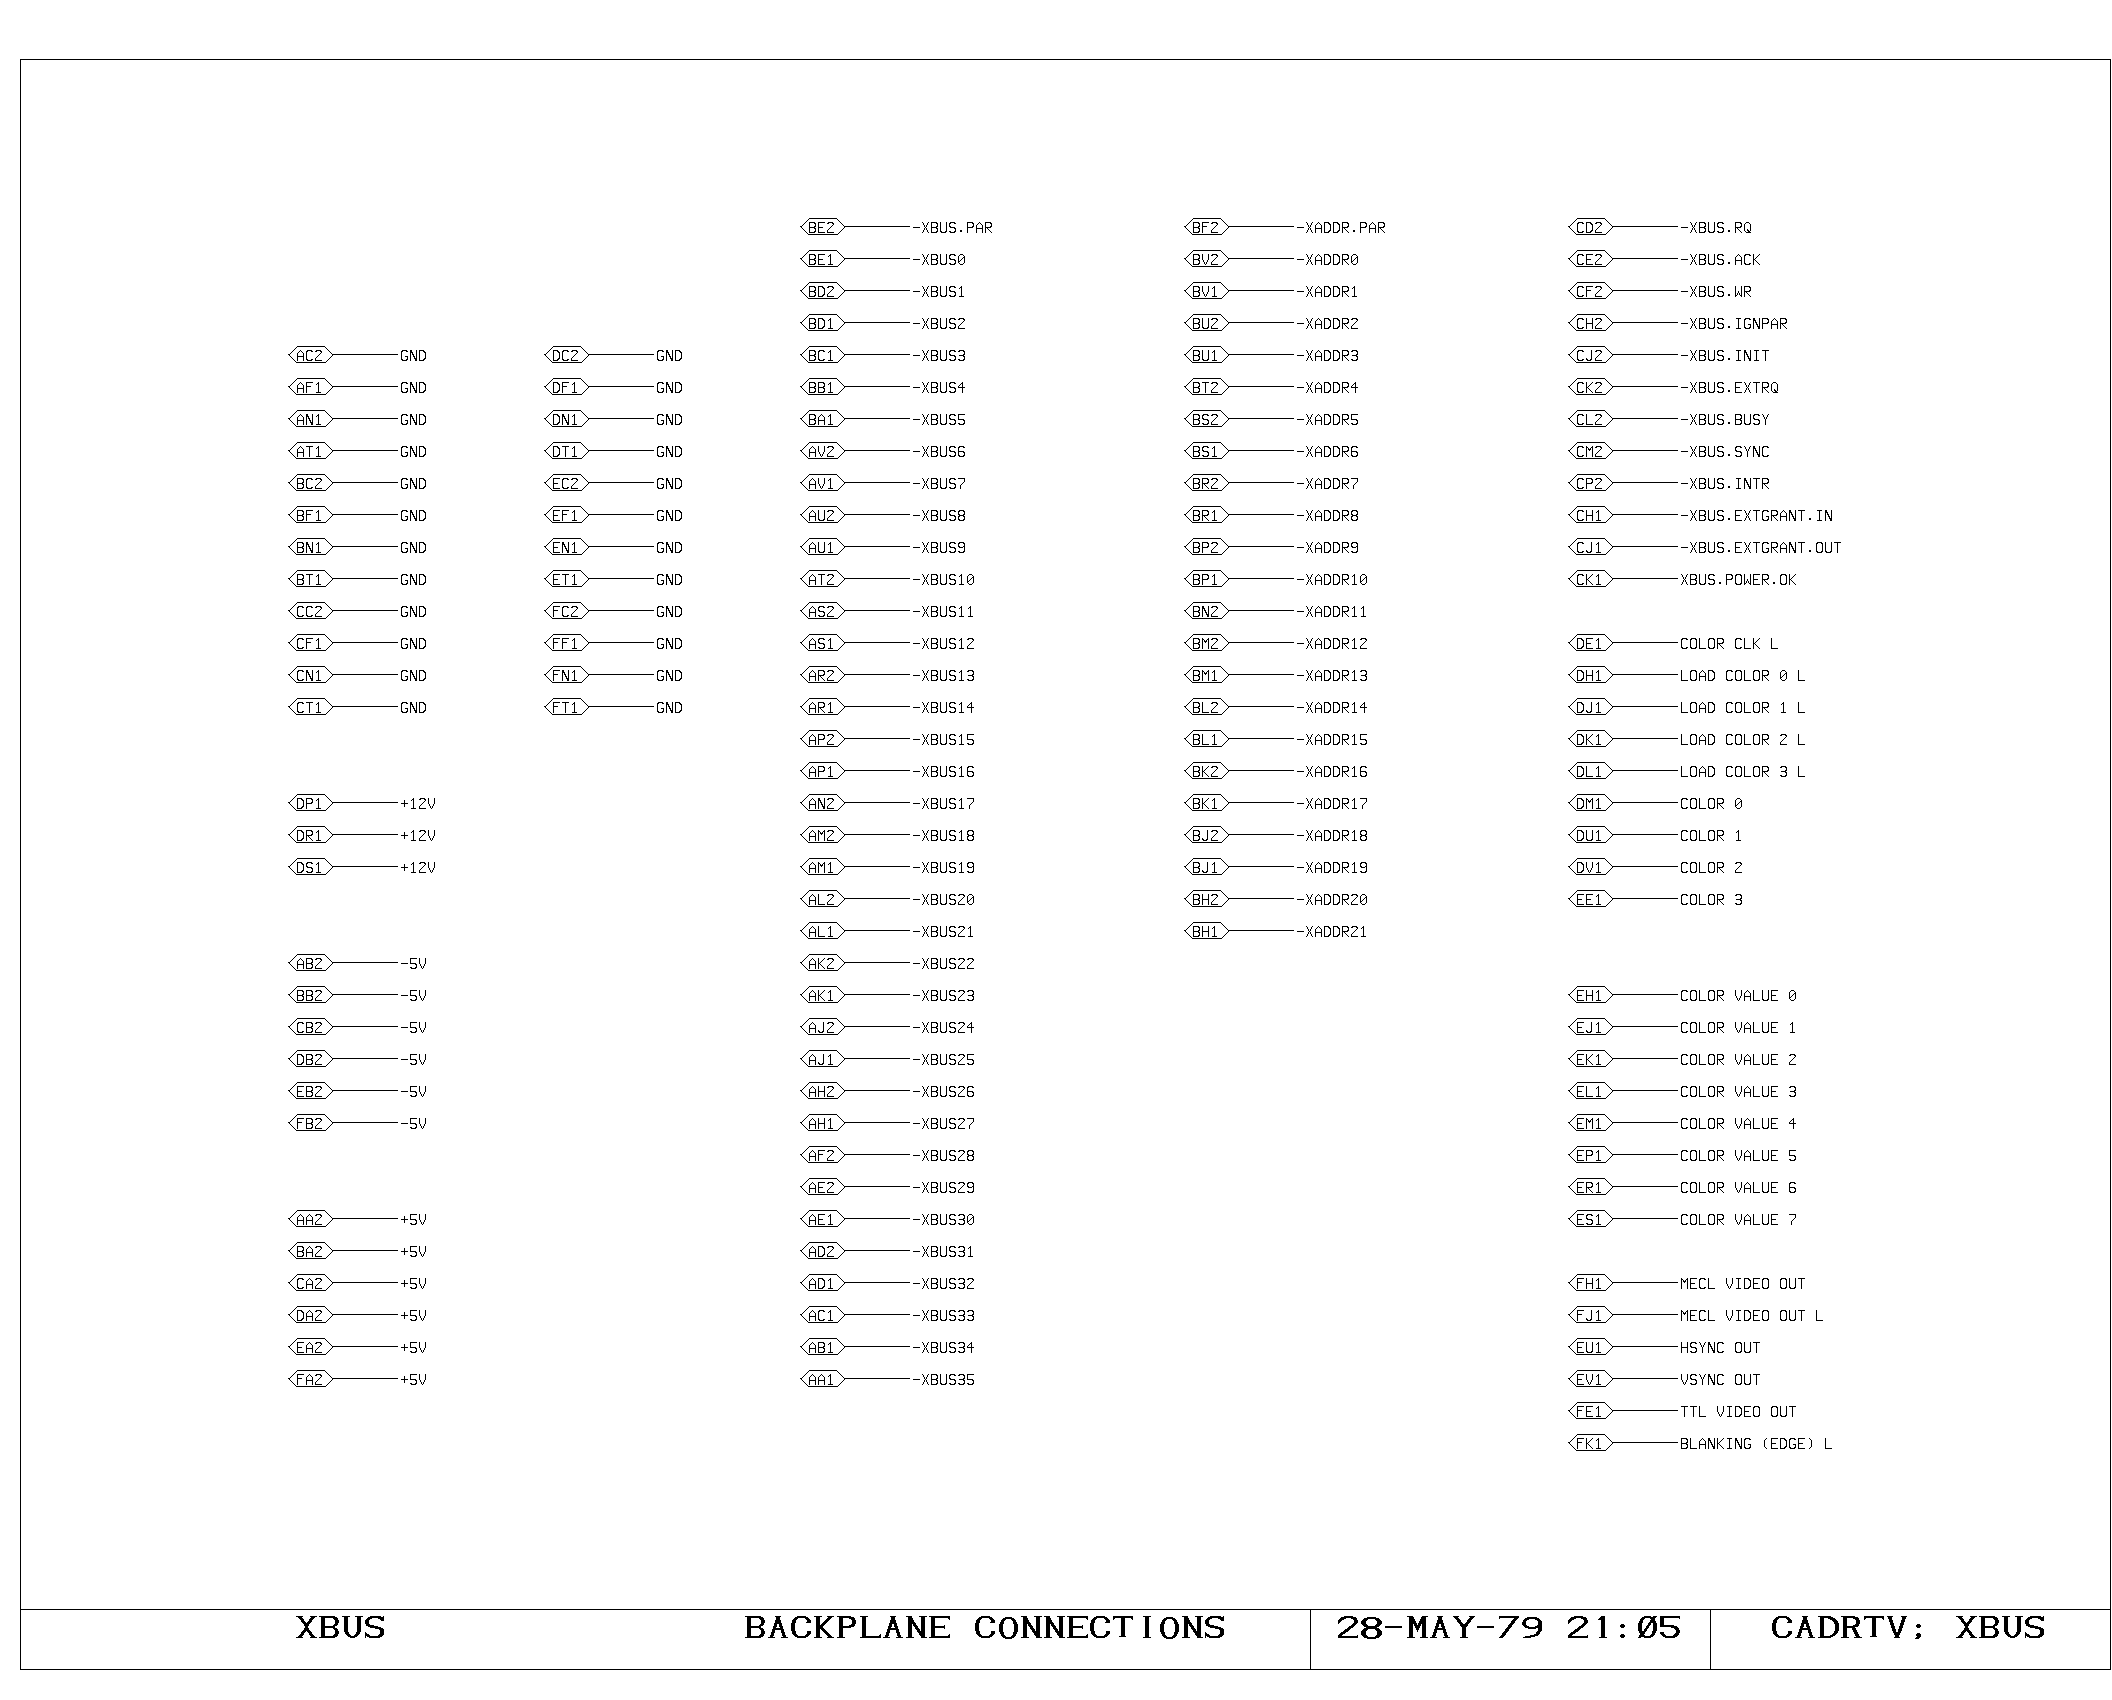 BE2 -XBUS.PAR BF2 -XADDR.PAR CD2 -XBUS.RQ
BE1 -XBUS0 BV2 -XADDR0 CE2 -XBUS.ACK
BD2 -XBUS1 BV1 -XADDR1 CF2 -XBUS.WR
BD1 -XBUS2 BU2 -XADDR2 CH2 -XBUS.IGNPAR
AC2 GND DC2 GND BC1 -XBUS3 BU1 -XADDR3 CJ2 -XBUS.INIT
AF1 GND DF1 GND BB1 -XBUS4 BT2 -XADDR4 CK2 -XBUS.EXTRQ
AN1 GND DN1 GND BA1 -XBUS5 BS2 -XADDR5 CL2 -XBUS.BUSY
AT1 GND DT1 GND AV2 -XBUS6 BS1 -XADDR6 CM2 -XBUS.SYNC
BC2 GND EC2 GND AV1 -XBUS7 BR2 -XADDR7 CP2 -XBUS.INTR
BF1 GND EF1 GND AU2 -XBUS8 BR1 -XADDR8 CH1 -XBUS.EXTGRANT.IN
BN1 GND EN1 GND AU1 -XBUS9 BP2 -XADDR9 CJ1 -XBUS.EXTGRANT.OUT
BT1 GND ET1 GND AT2 -XBUS10 BP1 -XADDR10 CK1 XBUS.POWER.OK
CC2 GND FC2 GND AS2 -XBUS11 BN2 -XADDR11
CF1 GND FF1 GND AS1 -XBUS12 BM2 -XADDR12 DE1 COLOR CLK L
CN1 GND FN1 GND AR2 -XBUS13 BM1 -XADDR13 DH1 LOAD COLOR 0 L
CT1 GND FT1 GND AR1 -XBUS14 BL2 -XADDR14 DJ1 LOAD COLOR 1 L
AP2 -XBUS15 BL1 -XADDR15 DK1 LOAD COLOR 2 L
AP1 -XBUS16 BK2 -XADDR16 DL1 LOAD COLOR 3 L
DP1 +12V AN2 -XBUS17 BK1 -XADDR17 DM1 COLOR 0
DR1 +12V AM2 -XBUS18 BJ2 -XADDR18 DU1 COLOR 1
DS1 +12V AM1 -XBUS19 BJ1 -XADDR19 DV1 COLOR 2
AL2 -XBUS20 BH2 -XADDR20 EE1 COLOR 3
AL1 -XBUS21 BH1 -XADDR21
AB2 -5V AK2 -XBUS22
BB2 -5V AK1 -XBUS23 EH1 COLOR VALUE 0
CB2 -5V AJ2 -XBUS24 EJ1 COLOR VALUE 1
DB2 -5V AJ1 -XBUS25 EK1 COLOR VALUE 2
EB2 -5V AH2 -XBUS26 EL1 COLOR VALUE 3
FB2 -5V AH1 -XBUS27 EM1 COLOR VALUE 4
AF2 -XBUS28 EP1 COLOR VALUE 5
AE2 -XBUS29 ER1 COLOR VALUE 6
AA2 +5V AE1 -XBUS30 ES1 COLOR VALUE 7
BA2 +5V AD2 -XBUS31
CA2 +5V AD1 -XBUS32 FH1 MECL VIDEO OUT
DA2 +5V AC1 -XBUS33 FJ1 MECL VIDEO OUT L
EA2 +5V AB1 -XBUS34 EU1 HSYNC OUT
FA2 +5V AA1 -XBUS35 EV1 VSYNC OUT
FE1 TTL VIDEO OUT
FK1 BLANKING (EDGE) L
XBUS BACKPLANE CONNECTIONS 28-MAY-79 21:05 CADRTV; XBUS